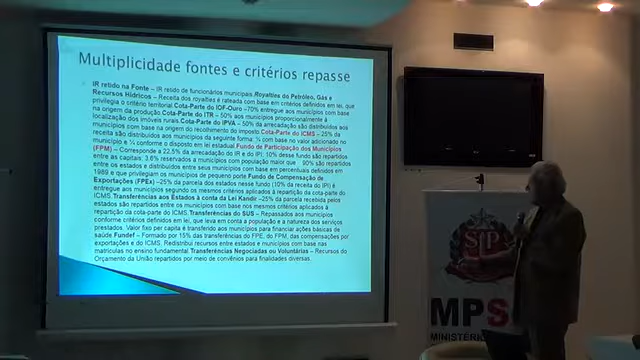 Multiplicidade fontes e critérios repasse
IR retido na Fonte – IR retido de funcionários municipais. Royalties do Petróleo, Gás e
Recursos Hídricos – Receita dos royalties é rateada com base em critérios definidos em lei, que
privilegia o critério territorial Cota-Parte do IOF-Ouro –70% entregue aos municípios com base
na origem da produção Cota-Parte do ITR – 50% aos municípios proporcionalmente à
localização dos imóveis rurais Cota-Parte do IPVA – 50% da arrecadação são distribuídos aos
municípios com base na origem do recolhimento do imposto Cota-Parte do ICMS – 25% da
receita são distribuídos aos municípios da seguinte forma: ¾ com base no valor adicionado no
município e ¼ conforme o disposto em lei estadual Fundo de Participação dos Municípios
(FPM) – Corresponde a 22,5% da arrecadação do IR e do IPI: 10% desse fundo são repartidos
entre as capitais; 3,6% reservados a municípios com população maior que 90% são repartidos
entre os estados e distribuídos entre seus municípios com base em percentuais definidos em
1989 e que privilegiam os municípios de pequeno porte Fundo de Compensação de
Exportações (FPEx) –25% da parcela dos estados nesse fundo (10% da receita do IPI) é
entregue aos municípios segundo os mesmos critérios aplicados à repartição da cota-parte do
ICMS. Transferências aos Estados à conta da Lei Kandir –25% da parcela recebida pelos
estados são repartidos entre os municípios com base nos mesmos critérios aplicados à
repartição da cota-parte do ICMS. Transferências do SUS – Repassados aos municípios
conforme critérios definidos em lei, que leva em conta a população e a natureza dos serviços
prestados. Valor fixo per capita é transferido aos municípios para financiar ações básicas de
saúde Fundef – Formado por 15% das transferências do FPE, do FPM, das compensações por
exportações e do ICMS. Redistribui recursos entre estados e municípios com base nas
matrículas no ensino fundamental Transferências Negociadas ou Voluntárias – Recursos do
Orçamento da União repartidos por meio de convênios para finalidades diversas.
MPS
MINISTÉRI